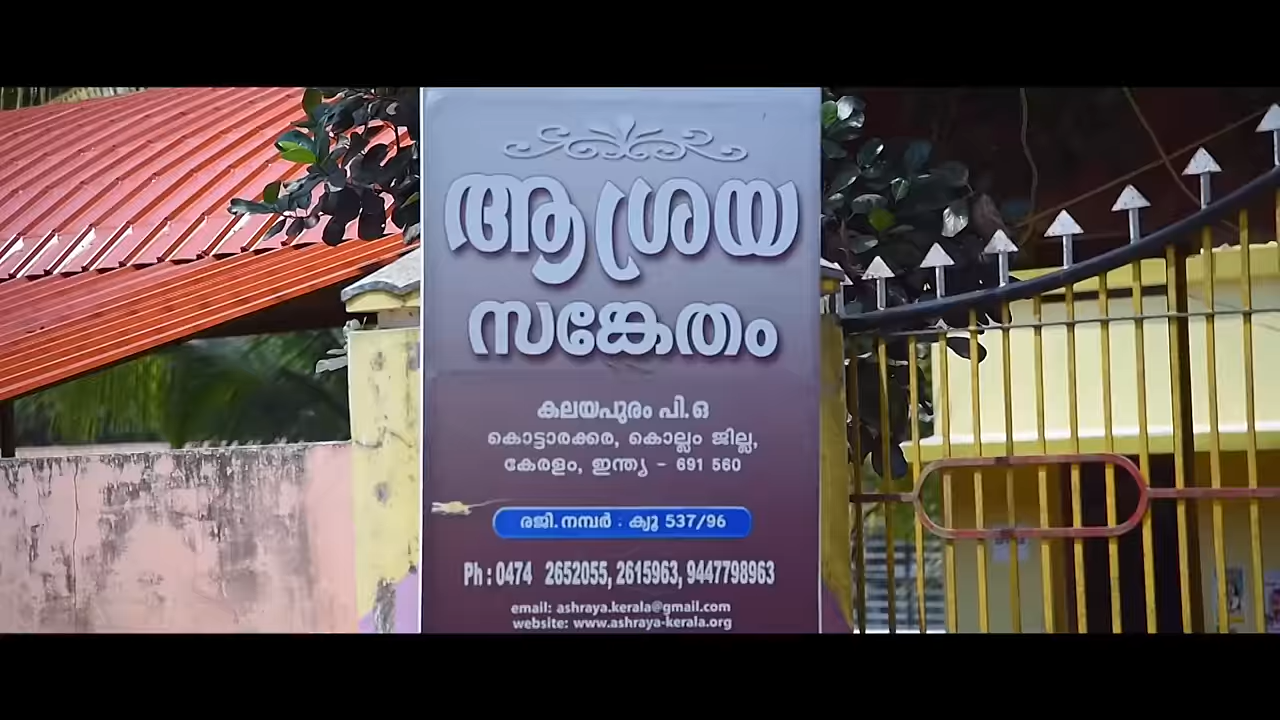 ആശ്രയ
സങ്കേതം
കലയപുരം പി.ഒ
കൊട്ടാരക്കര, കൊല്ലം ജില്ല,
കേരളം, ഇന്ത്യ - 691 560
രജി.നമ്പർ : ക്യൂ 537/96
Ph : 0474 2652055, 2615963, 9447798963
email: ashraya.kerala@gmail.com
website: www.ashraya-kerala.org